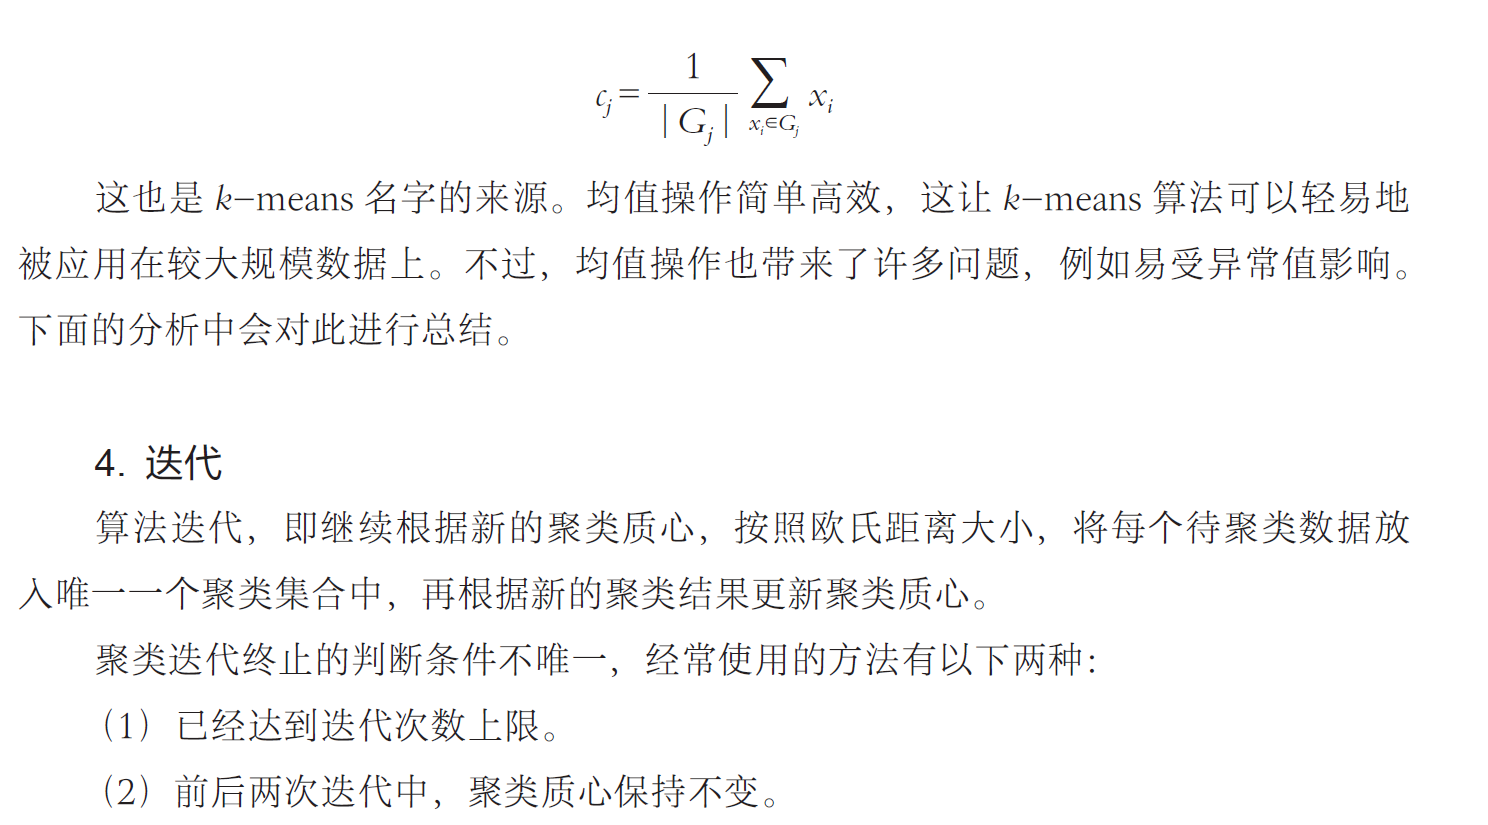 c_j = \frac{1}{|G_j|} \sum_{x_i \in G_j} x_i
这也是 k-means 名字的来源。均值操作简单高效，这让 k-means 算法可以轻易地
被应用在较大规模数据上。不过，均值操作也带来了许多问题，例如易受异常值影响。
下面的分析中会对此进行总结。
4. 迭代
算法迭代，即继续根据新的聚类质心，按照欧氏距离大小，将每个待聚类数据放
入唯一一个聚类集合中，再根据新的聚类结果更新聚类质心。
聚类迭代终止的判断条件不唯一，经常使用的方法有以下两种：
（1）已经达到迭代次数上限。
（2）前后两次迭代中，聚类质心保持不变。